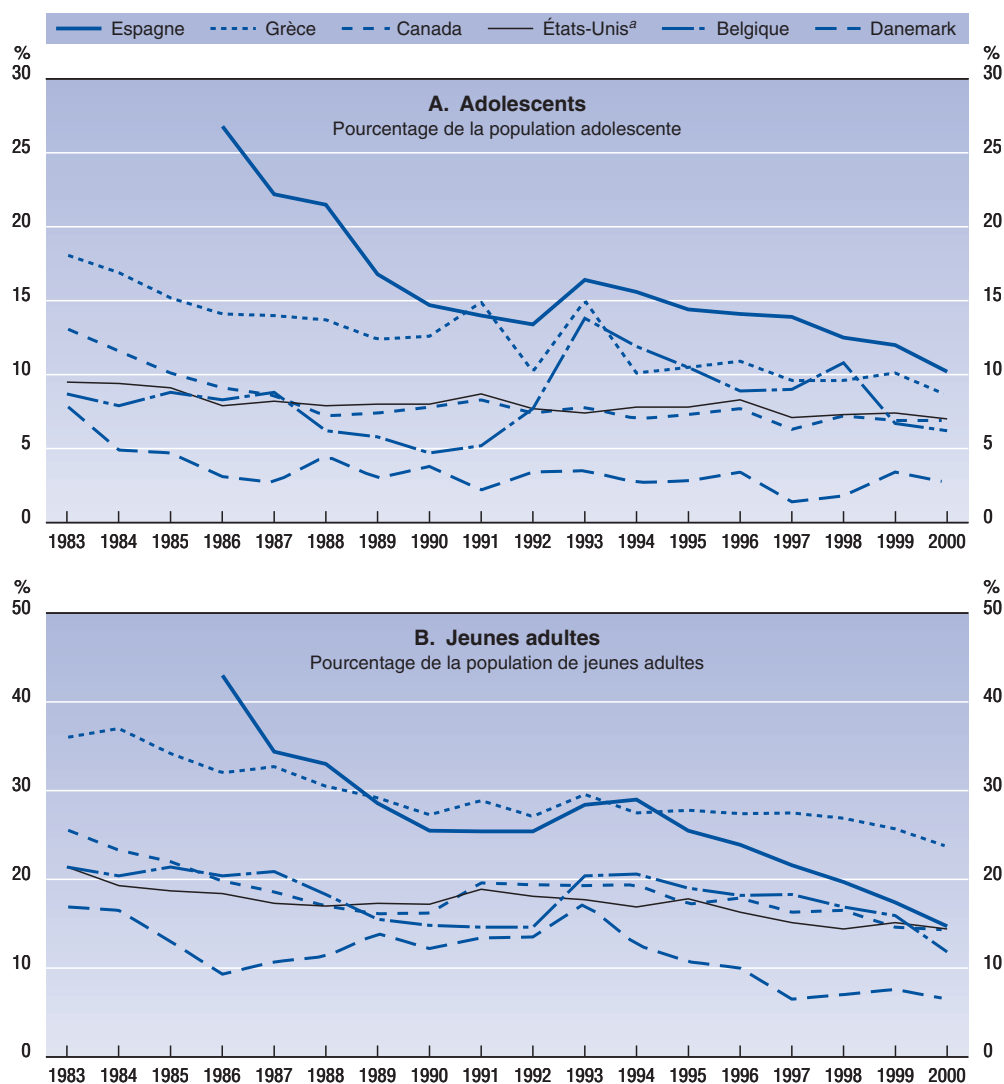 Espagne Grèce Canada États-Unisa Belgique Danemark
% %
30 30
A. Adolescents
Pourcentage de la population adolescente
25 25
20 20
15 15
10 10
5 5
0 0
1983 1984 1985 1986 1987 1988 1989 1990 1991 1992 1993 1994 1995 1996 1997 1998 1999 2000
% %
50 50
B. Jeunes adultes
Pourcentage de la population de jeunes adultes
40 40
30 30
20 20
10 10
0 0
1983 1984 1985 1986 1987 1988 1989 1990 1991 1992 1993 1994 1995 1996 1997 1998 1999 2000